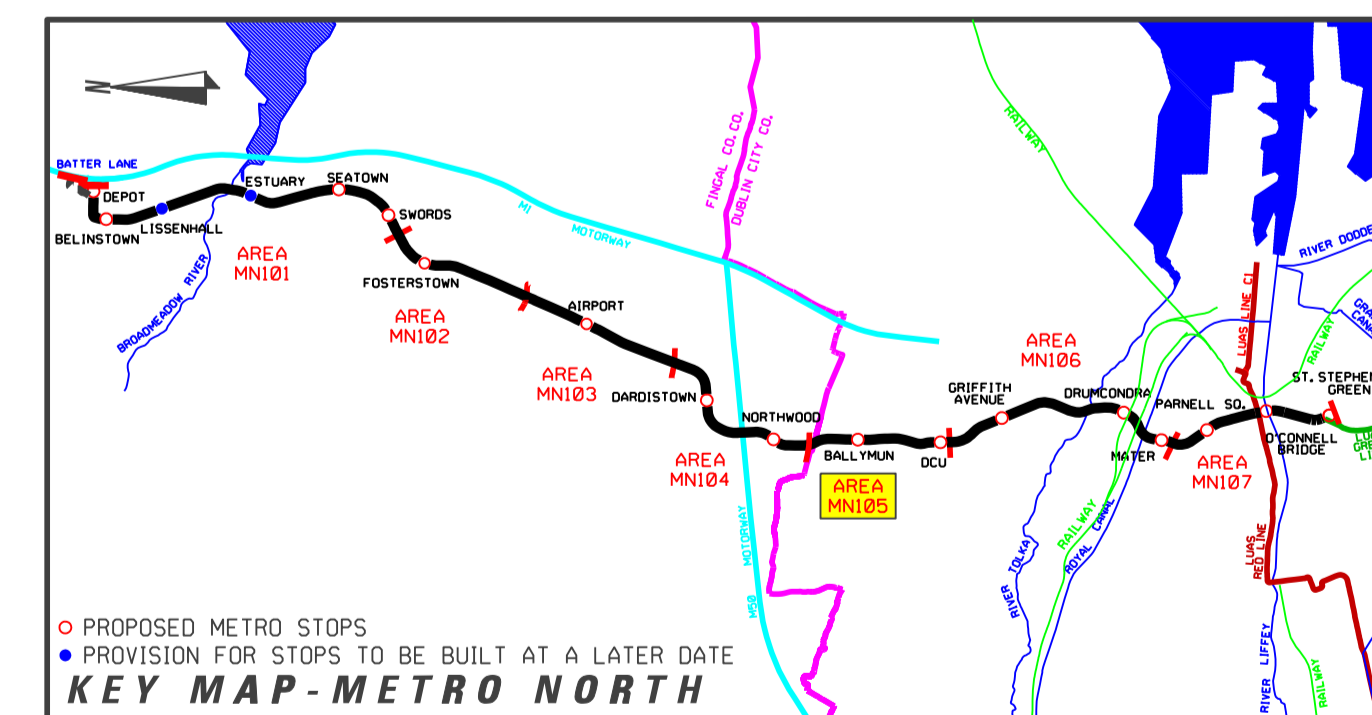 N
BATTER LANE
DEPOT
BELINSTOWN
LISSENHALL
ESTUARY
SEATOWN
SWORDS
BROADMEADOW RIVER
AREA
MN101
FOSTERSTOWN
AREA
MN102
M1
MOTORWAY
AIRPORT
AREA
MN103
DARDISTOWN
FINGAL CO. CO.
DUBLIN CITY CO.
NORTHWOOD
AREA
MN104
MOTORWAY
M50
BALLYMUN
AREA
MN105
DCU
GRIFFITH
AVENUE
AREA
MN106
RAILWAY
DRUMCONDRA
MATER
PARNELL SQ.
AREA
MN107
RIVER TOLKA
RAILWAY
ROYAL CANAL
LUAS LINE C1
O'CONNELL
BRIDGE
RIVER DODDE
RAILWAY
ST. STEPHEN
GREEN
LUAS
RED LINE
RIVER LIFFEY
RAILWAY
PROPOSED METRO STOPS
PROVISION FOR STOPS TO BE BUILT AT A LATER DATE
KEY MAP-METRO NORTH